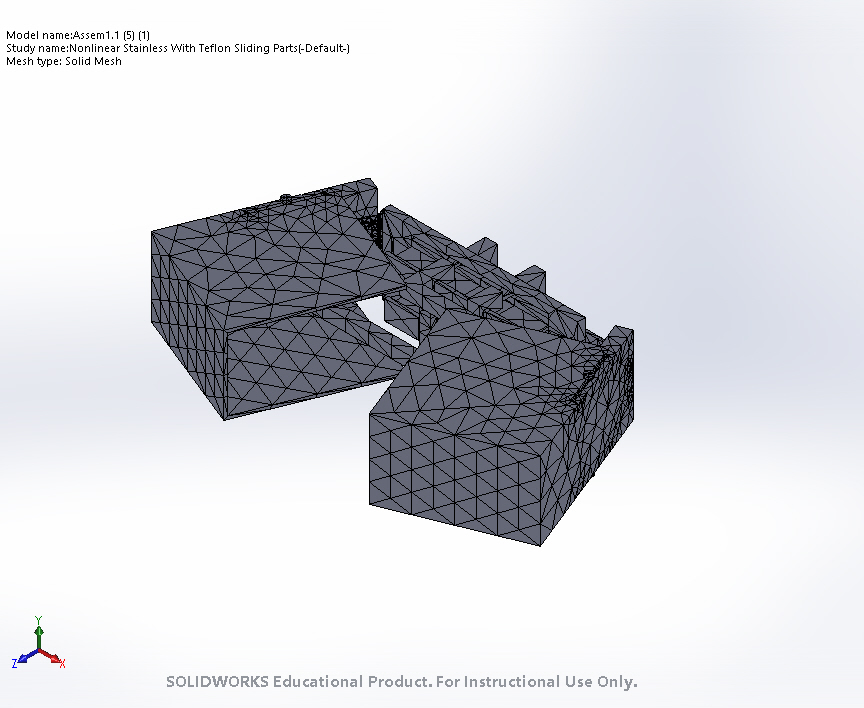 Model name:Assem1.1 (5) (1)
Study name:Nonlinear Stainless With Teflon Sliding Parts(-Default-)
Mesh type: Solid Mesh
Y
Z
X
SOLIDWORKS Educational Product. For Instructional Use Only.